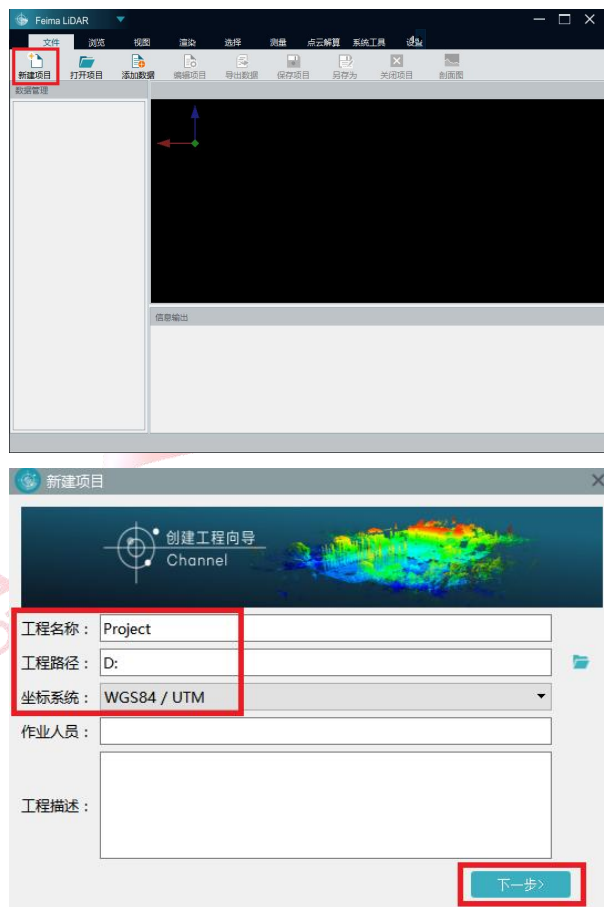 Feima LiDAR
文件 浏览 视图 渲染 选择 测量 点云解算 系统工具 设置
新建项目 打开项目 添加数据 编辑项目 导出数据 保存项目 另存为 关闭项目 剖面图
数据管理
信息输出
新建项目
创建工程向导
Channel
工程名称： Project
工程路径： D:
坐标系统： WGS84 / UTM
作业人员：
工程描述：
下一步>